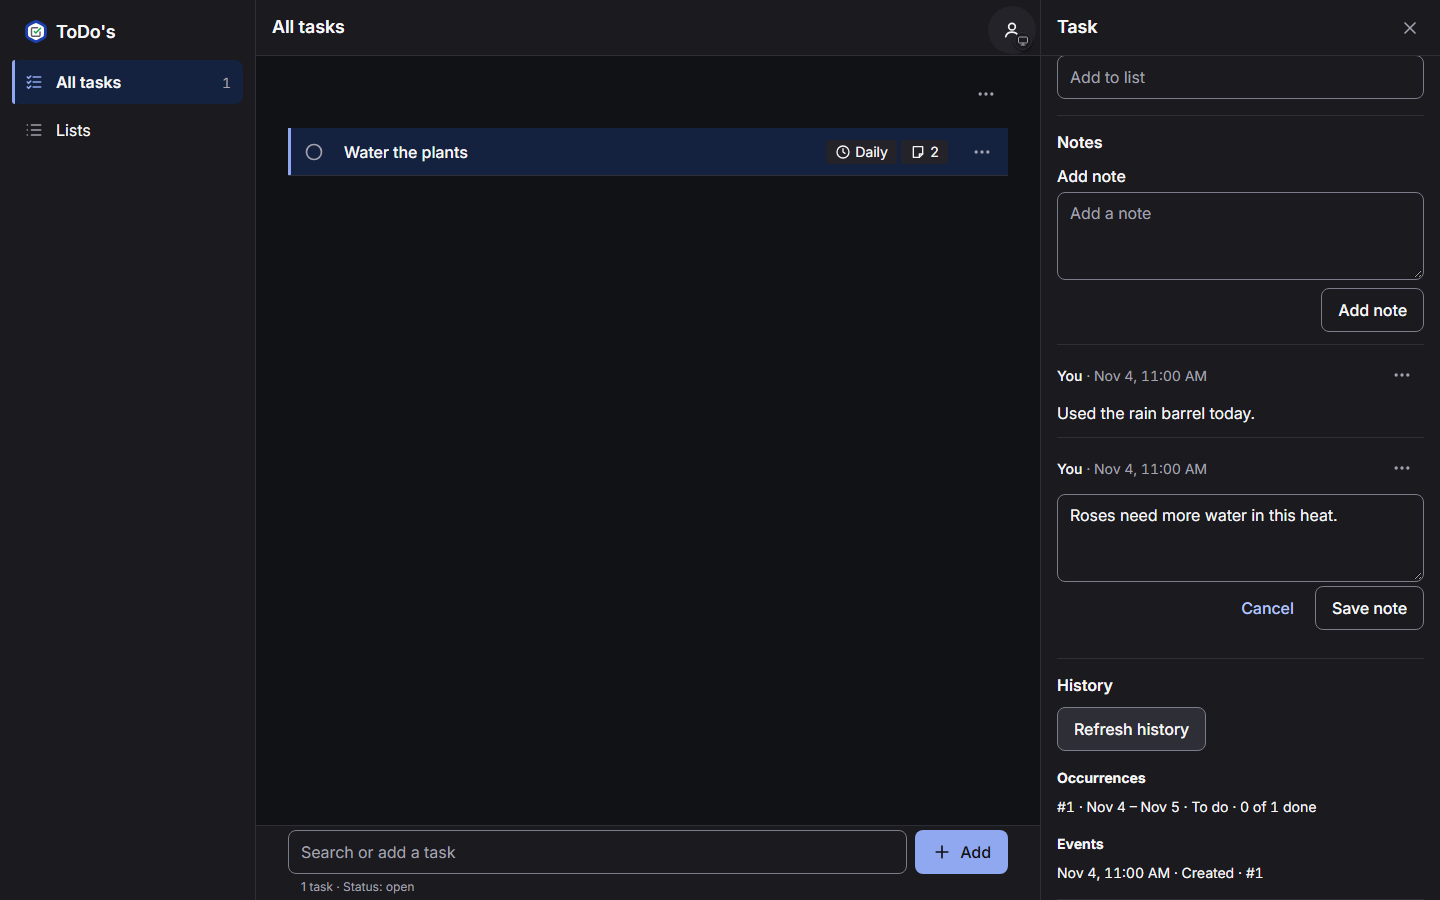 ToDo's
All tasks
1
Lists
All tasks
Water the plants
Daily
2
Search or add a task
Add
1 task · Status: open
Task
Add to list
Notes
Add note
Add a note
Add note
You · Nov 4, 11:00 AM
Used the rain barrel today.
You · Nov 4, 11:00 AM
Roses need more water in this heat.
Cancel
Save note
History
Refresh history
Occurrences
#1 · Nov 4 – Nov 5 · To do · 0 of 1 done
Events
Nov 4, 11:00 AM · Created · #1